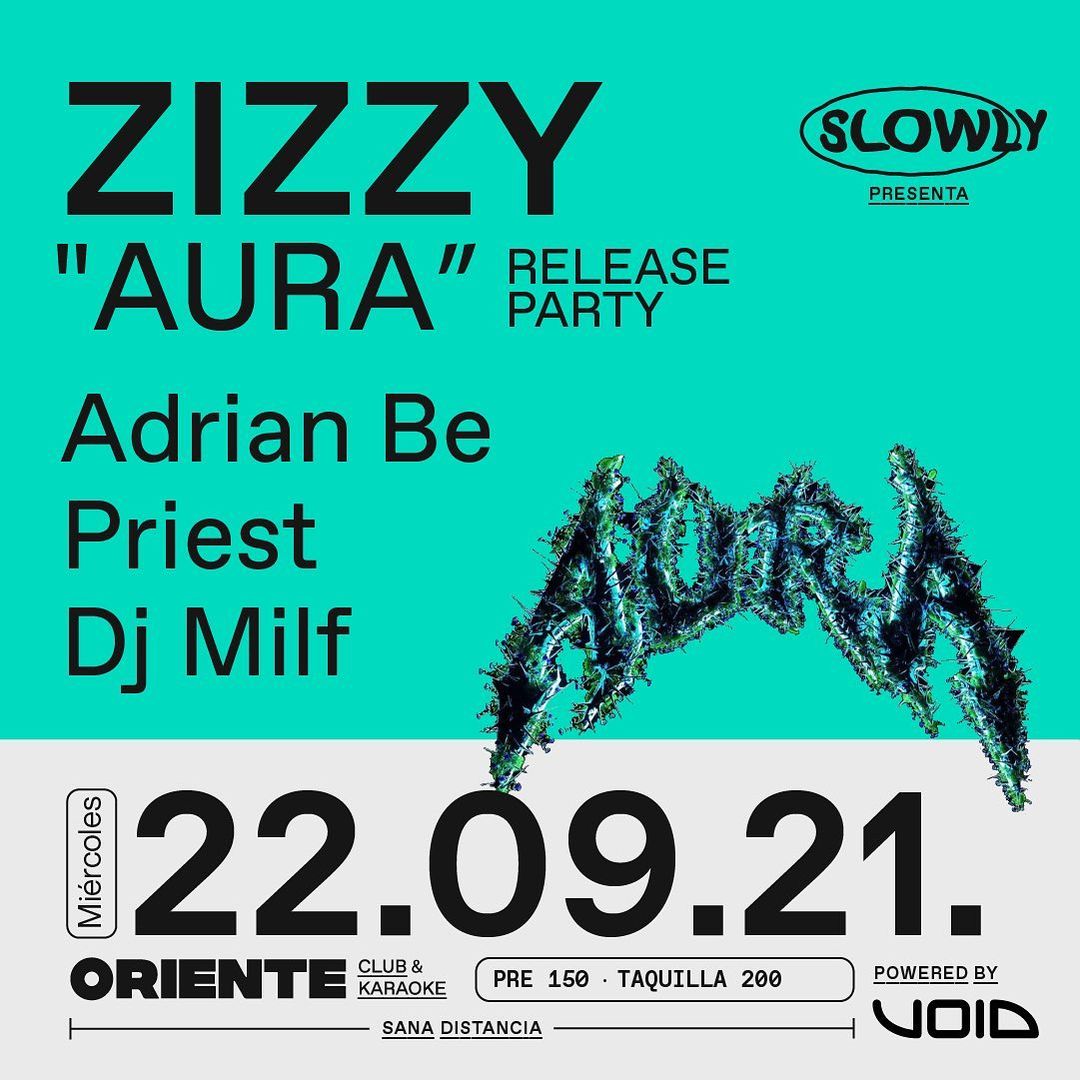 ZIZZY
SLOWLY
PRESENTA
"AURA” RELEASE
PARTY
Adrian Be
Priest
Dj Milf
AURA
Miércoles
22.09.21.
ORIENTE CLUB &
KARAOKE
PRE 150 · TAQUILLA 200
POWERED BY
VOID
SANA DISTANCIA